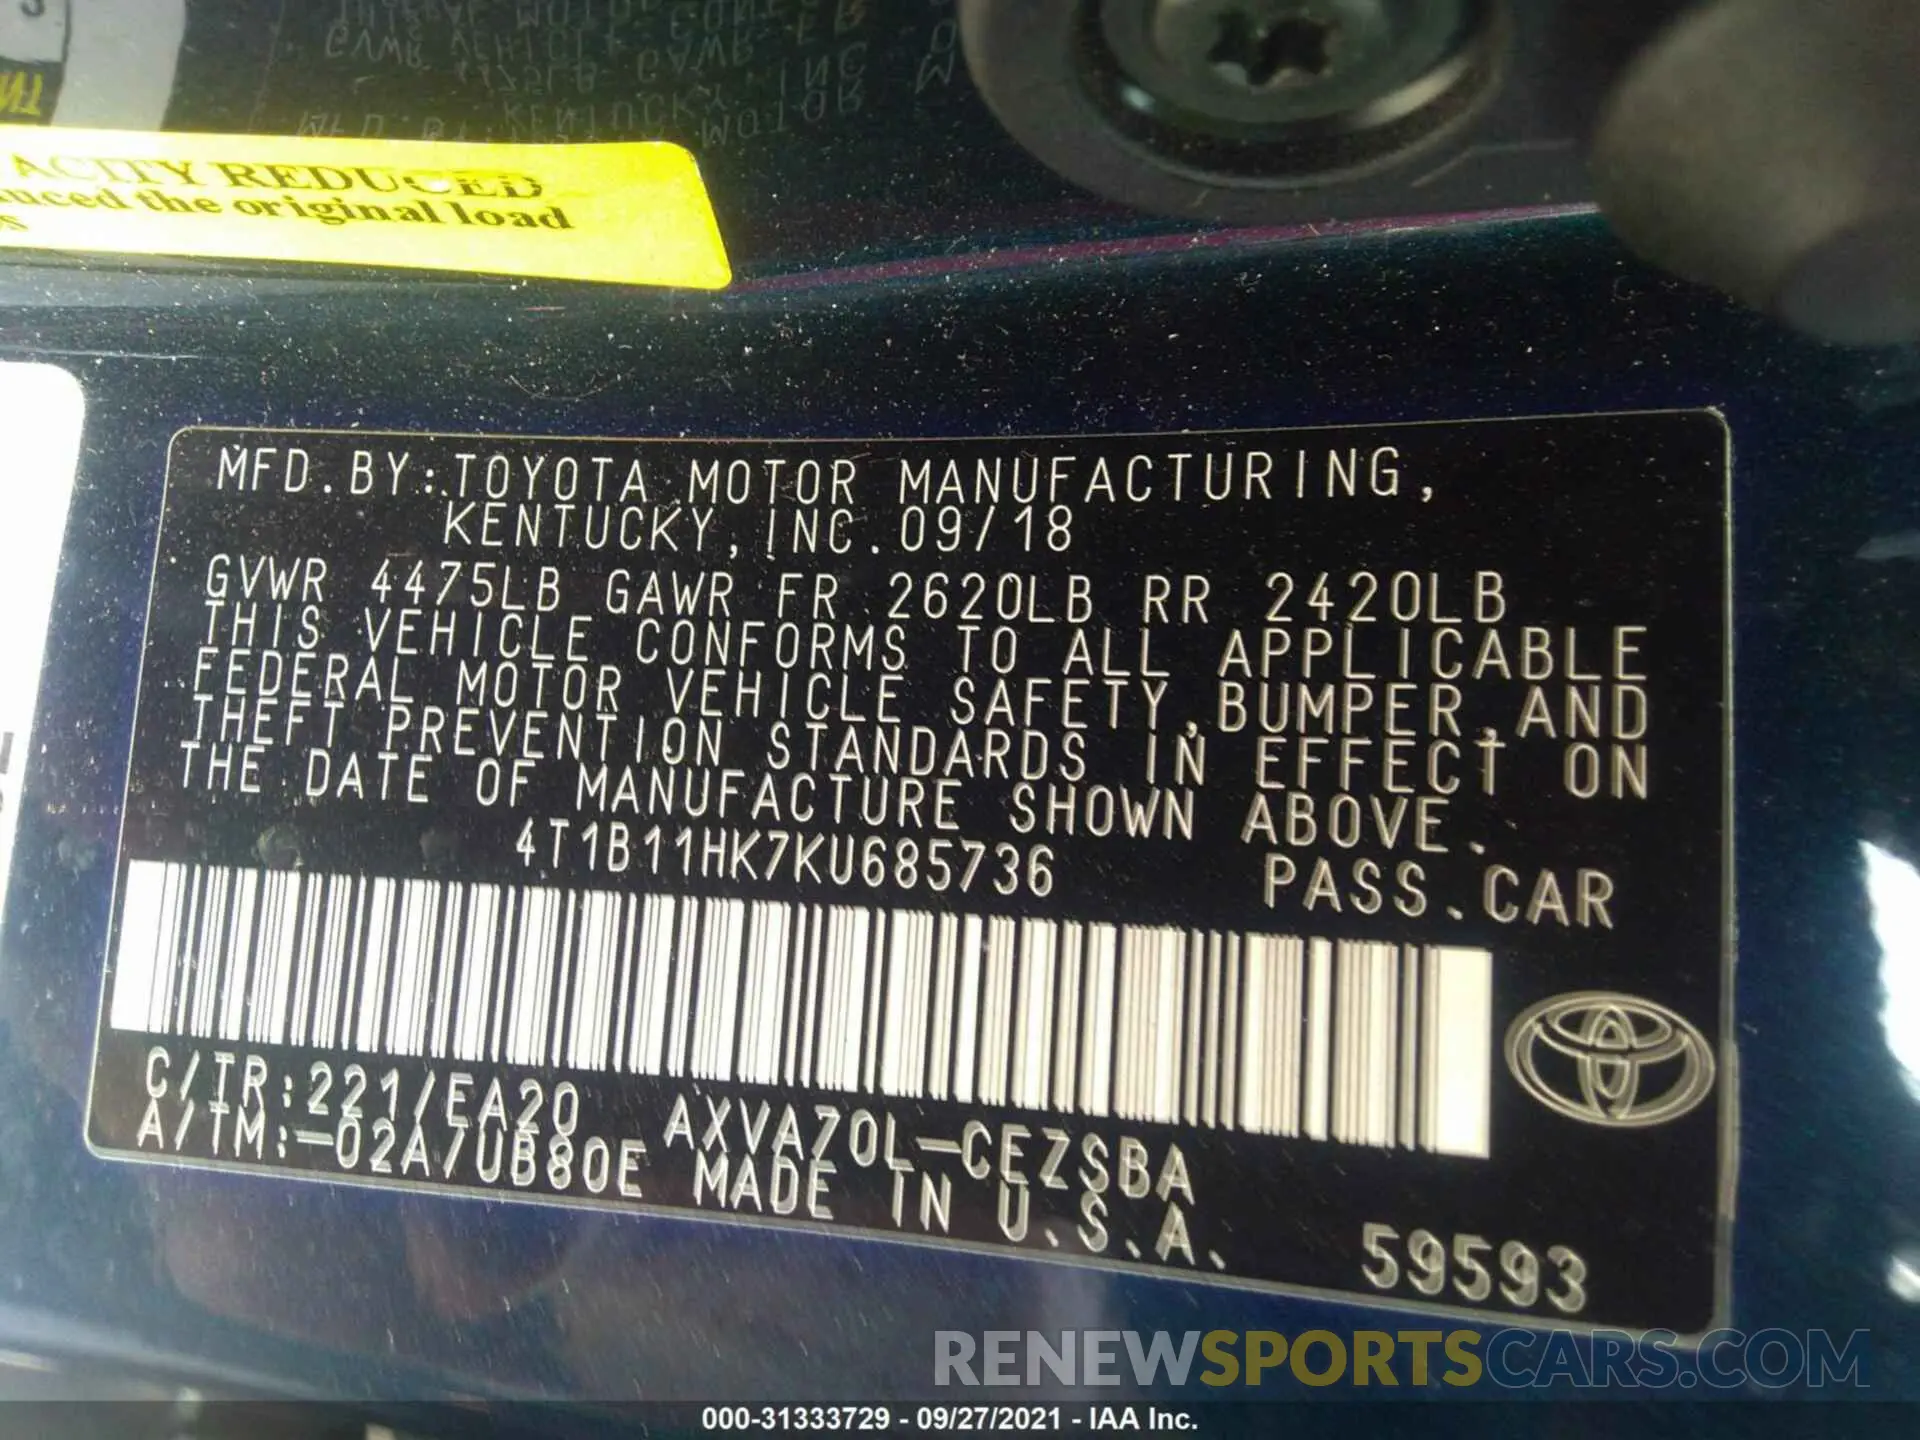 ACITY REDUCED
uced the original load
MFD.BY:TOYOTA MOTOR MANUFACTURING,
KENTUCKY,INC.09/18
GVWR 4475LB GAWR FR 2620LB RR 2420LB
THIS VEHICLE CONFORMS TO ALL APPLICABLE
FEDERAL MOTOR VEHICLE SAFETY,BUMPER,AND
THEFT PREVENTION STANDARDS IN EFFECT ON
THE DATE OF MANUFACTURE SHOWN ABOVE.
4T1B11HK7KU685736 PASS.CAR
C/TR:221/EA20 AXVA70L-CEZSBA
A/TM:-02A/UB80E MADE IN U.S.A.
59593
RENEWSPORTSCARS.COM
000-31333729 - 09/27/2021 - IAA Inc.